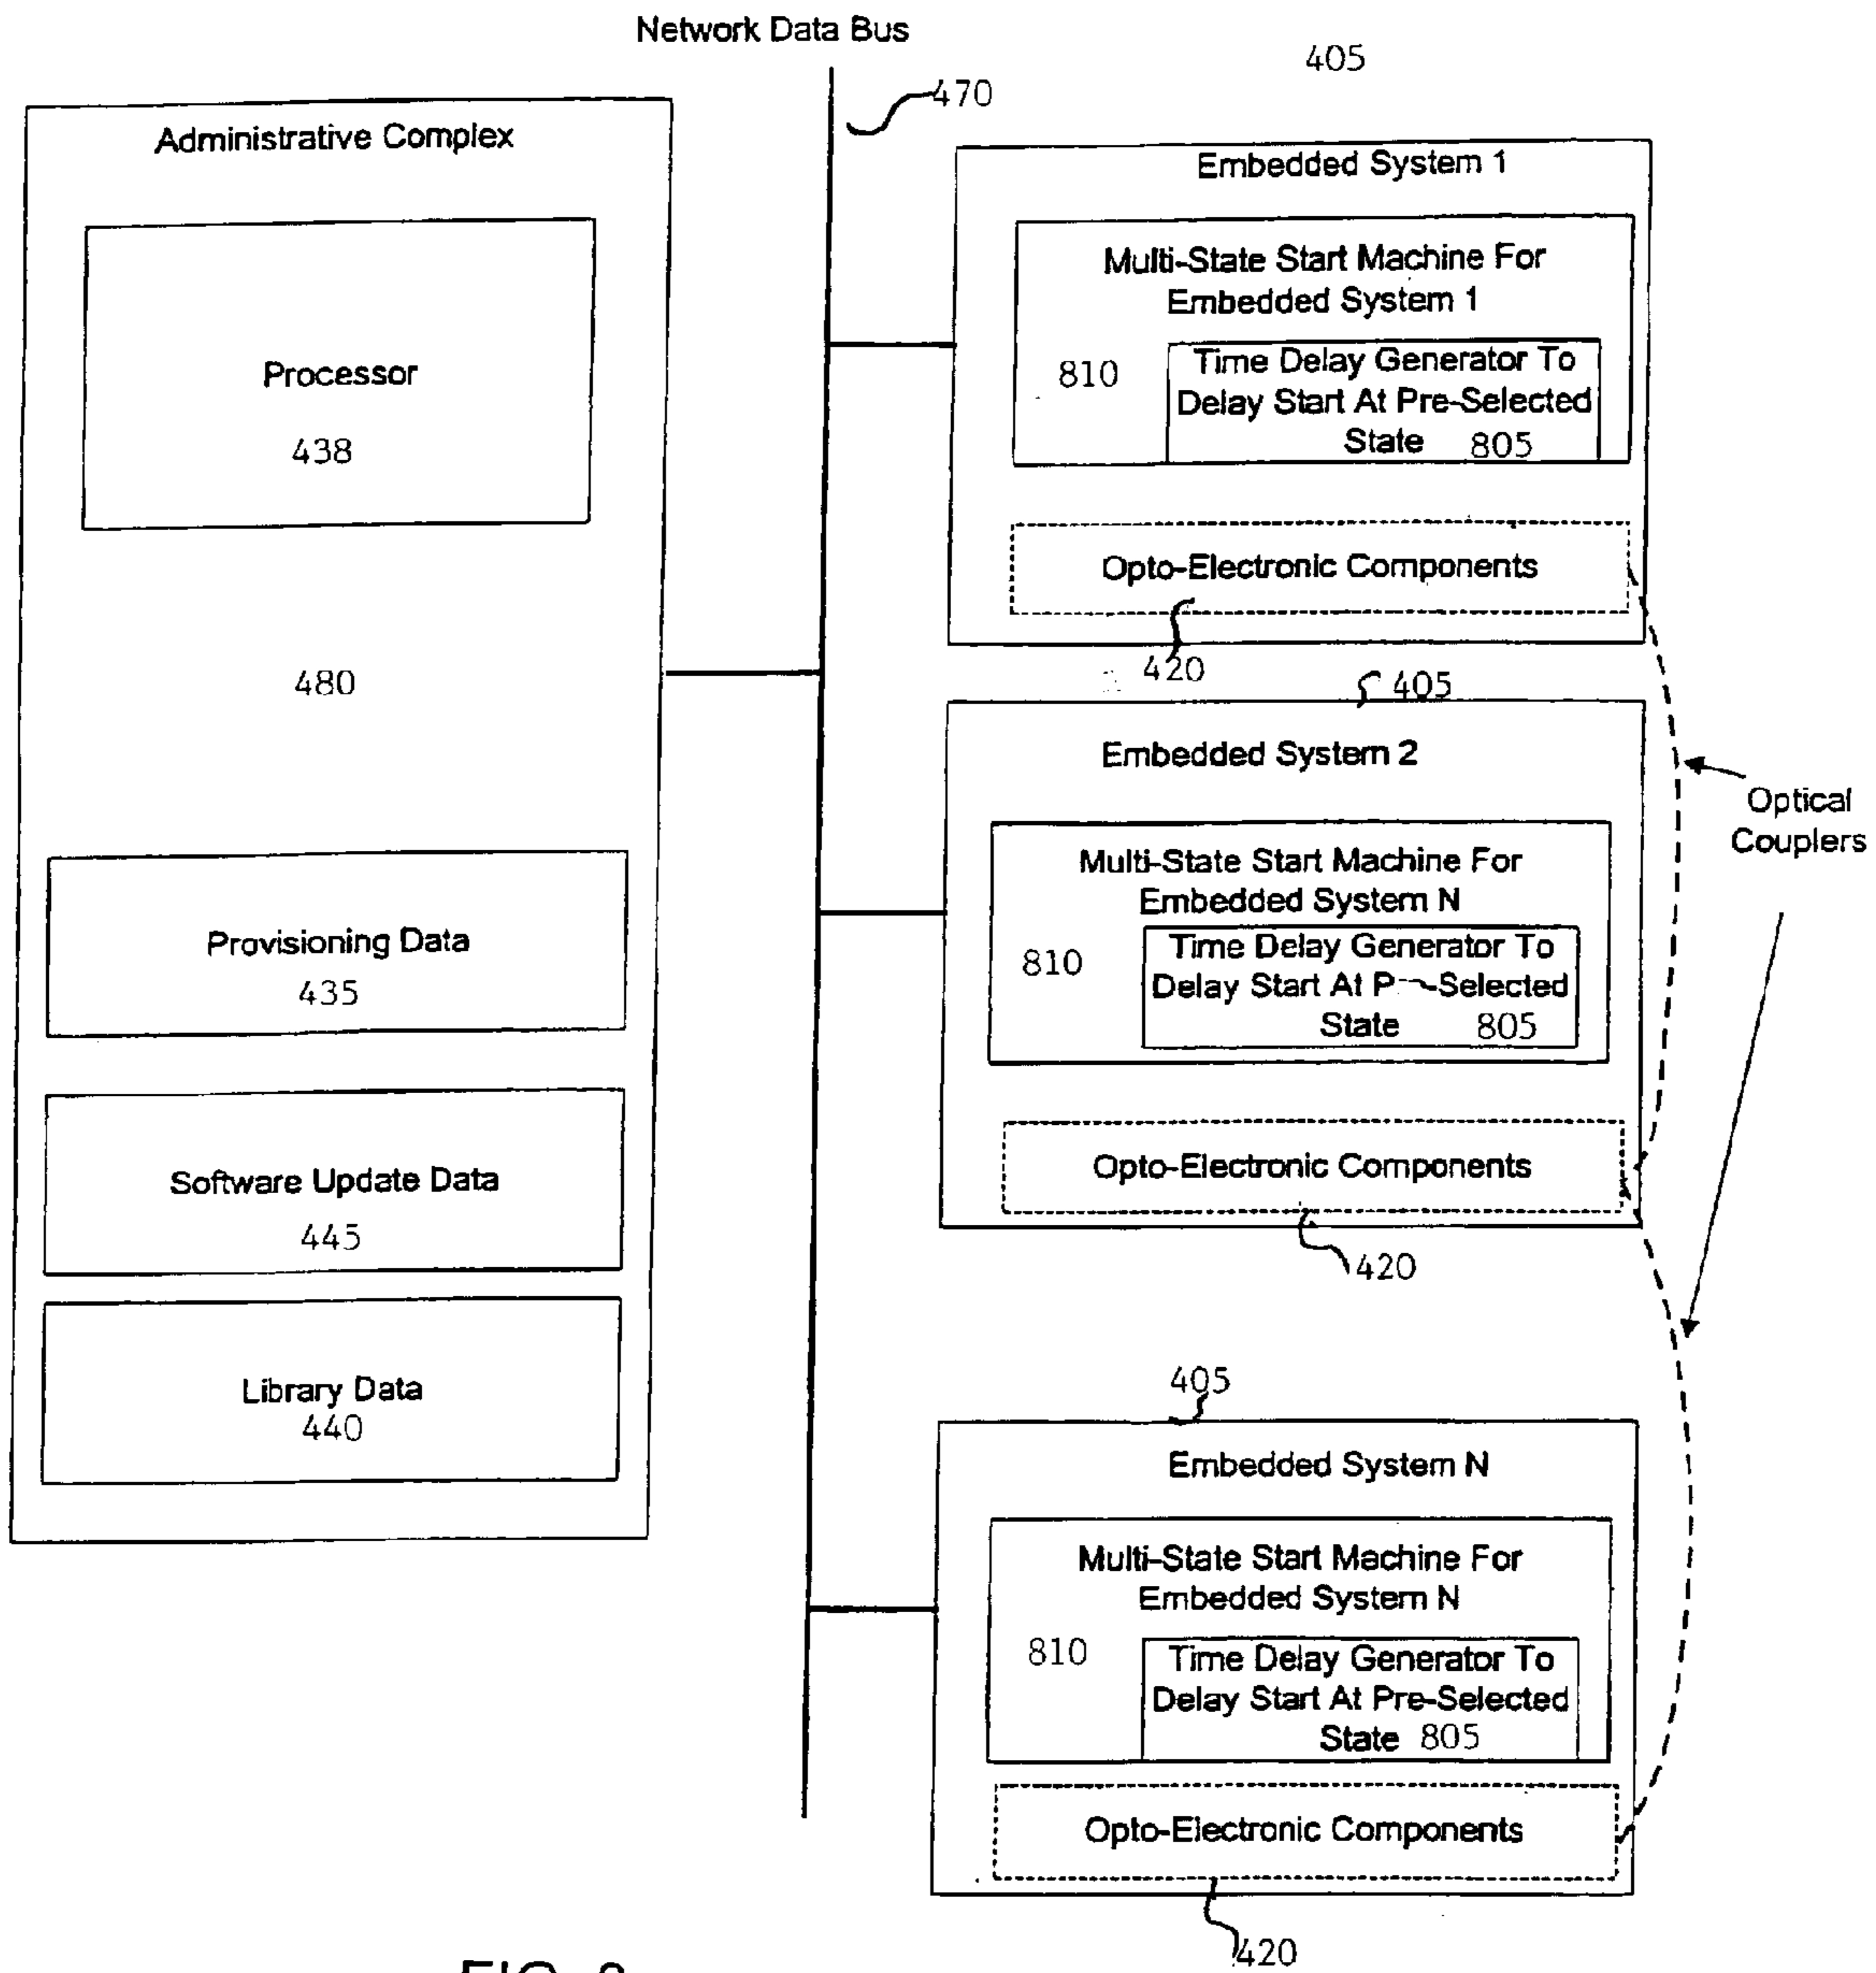 Network Data Bus
470
405
Administrative Complex
Processor
438
480
Provisioning Data
435
Software Update Data
445
Library Data
440
Embedded System 1
Multi-State Start Machine For
Embedded System 1
810
Time Delay Generator To
Delay Start At Pre-Selected
State 805
Opto-Electronic Components
420
405
Embedded System 2
Multi-State Start Machine For
Embedded System N
810
Time Delay Generator To
Delay Start At
State 805
Opto-Electronic Components
420
Optical
Couplers
405
Embedded System N
Multi-State Start Machine For
Embedded System N
810
Time Delay Generator To
Delay Start At Pre-Selected
State 805
Opto-Electronic Components
420